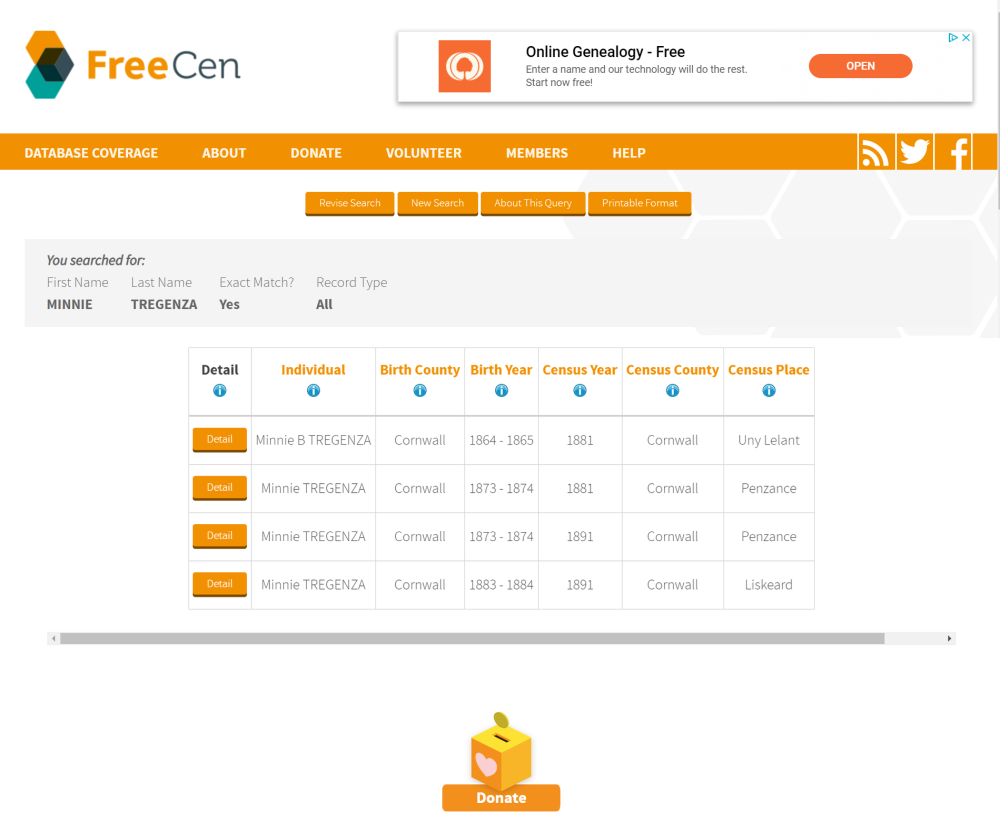 FreeCen
Online Genealogy - Free
Enter a name and our technology will do the rest.
Start now free!
OPEN
DATABASE COVERAGE ABOUT DONATE VOLUNTEER MEMBERS HELP
Revise Search New Search About This Query Printable Format
You searched for:
First Name Last Name Exact Match? Record Type
MINNIE TREGENZA Yes All
Detail Individual Birth County Birth Year Census Year Census County Census Place
Detail Minnie B TREGENZA Cornwall 1864 - 1865 1881 Cornwall Uny Lelant
Detail Minnie TREGENZA Cornwall 1873 - 1874 1881 Cornwall Penzance
Detail Minnie TREGENZA Cornwall 1873 - 1874 1891 Cornwall Penzance
Detail Minnie TREGENZA Cornwall 1883 - 1884 1891 Cornwall Liskeard
Donate